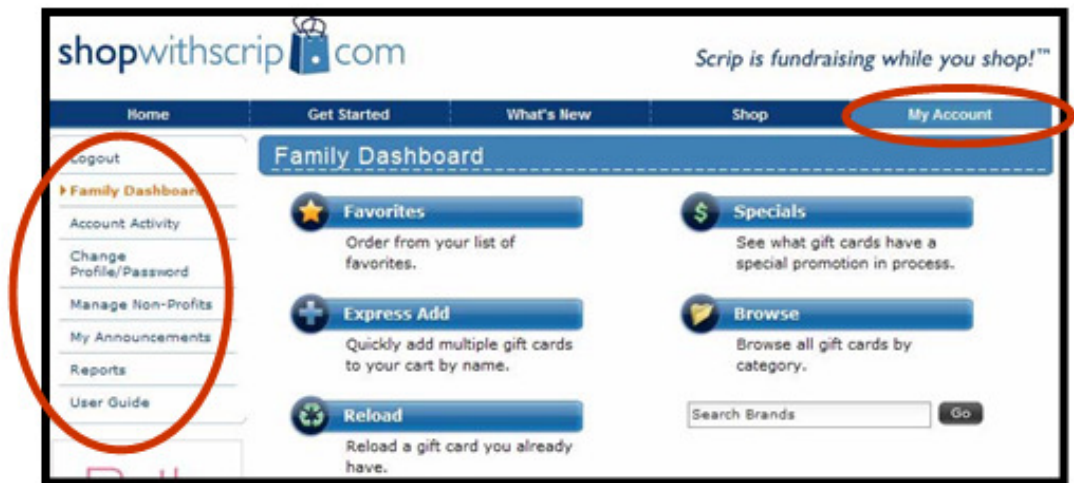 shopwithscrip.com
Scrip is fundraising while you shop!™
Home Get Started What's New Shop My Account
Logout
Family Dashboard
Account Activity
Change
Profile/Password
Manage Non-Profits
My Announcements
Reports
User Guide
Family Dashboard
Favorites
Order from your list of
favorites.
Specials
See what gift cards have a
special promotion in process.
Express Add
Quickly add multiple gift cards
to your cart by name.
Browse
Browse all gift cards by
category.
Reload
Reload a gift card you already
have.
Search Brands Go